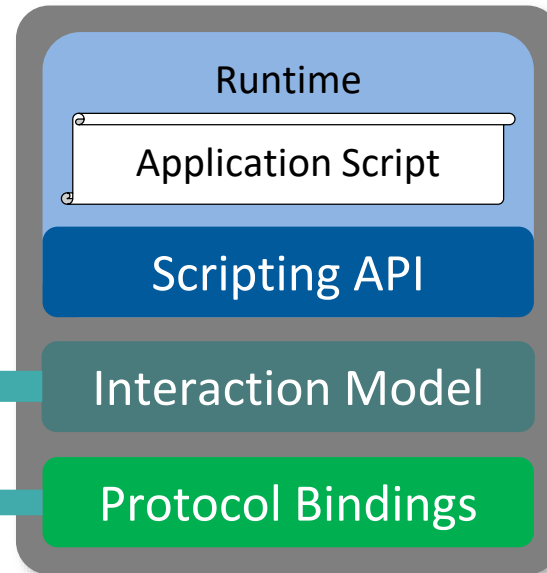 Runtime
Application Script
Scripting API
Interaction Model
Protocol Bindings